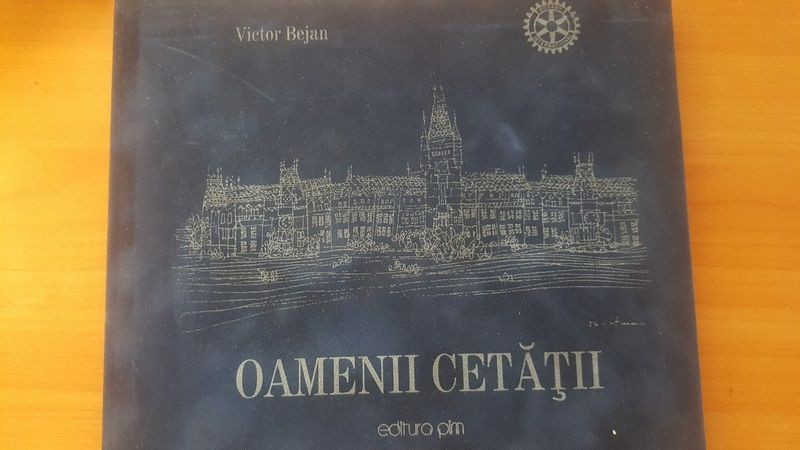 Victor Bejan
OAMENII CETĂŢII
editura pim